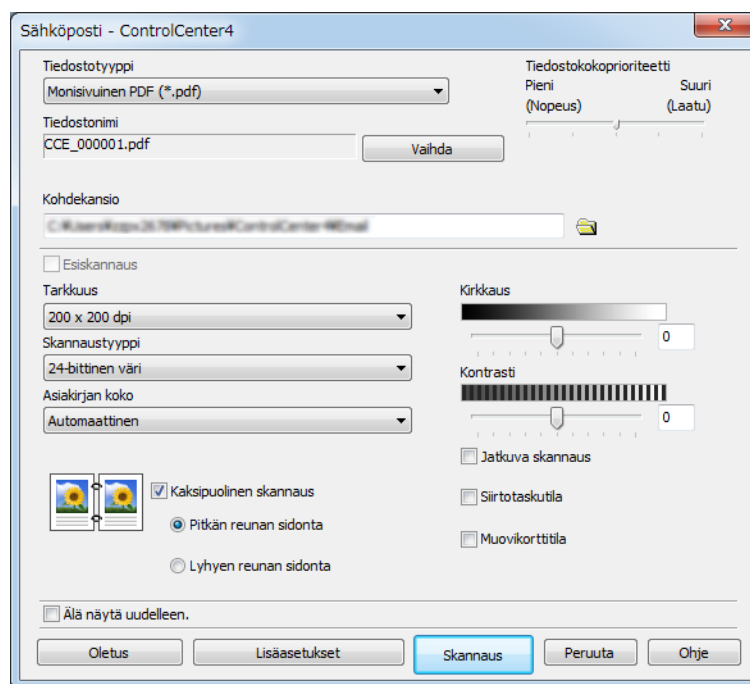 Sähköposti - ControlCenter4
Tiedostotyyppi
Monisivuinen PDF (*.pdf)
Tiedostokokoprioriteetti
Pieni Suuri
(Nopeus) (Laatu)
Tiedostonimi
CCE_000001.pdf
Vaihda
Kohdekansio
Esiskannaus
Tarkkuus
200 x 200 dpi
Skannaustyyppi
24-bittinen väri
Asiakirjan koko
Automaattinen
Kirkkaus
0
Kontrasti
0
Kaksipuolinen skannaus
Pitkän reunan sidonta
Lyhyen reunan sidonta
Jatkuva skannaus
Siirtotaskutila
Muovikorttitila
Älä näytä uudelleen.
Oletus Lisäasetukset Skannaus Peruuta Ohje